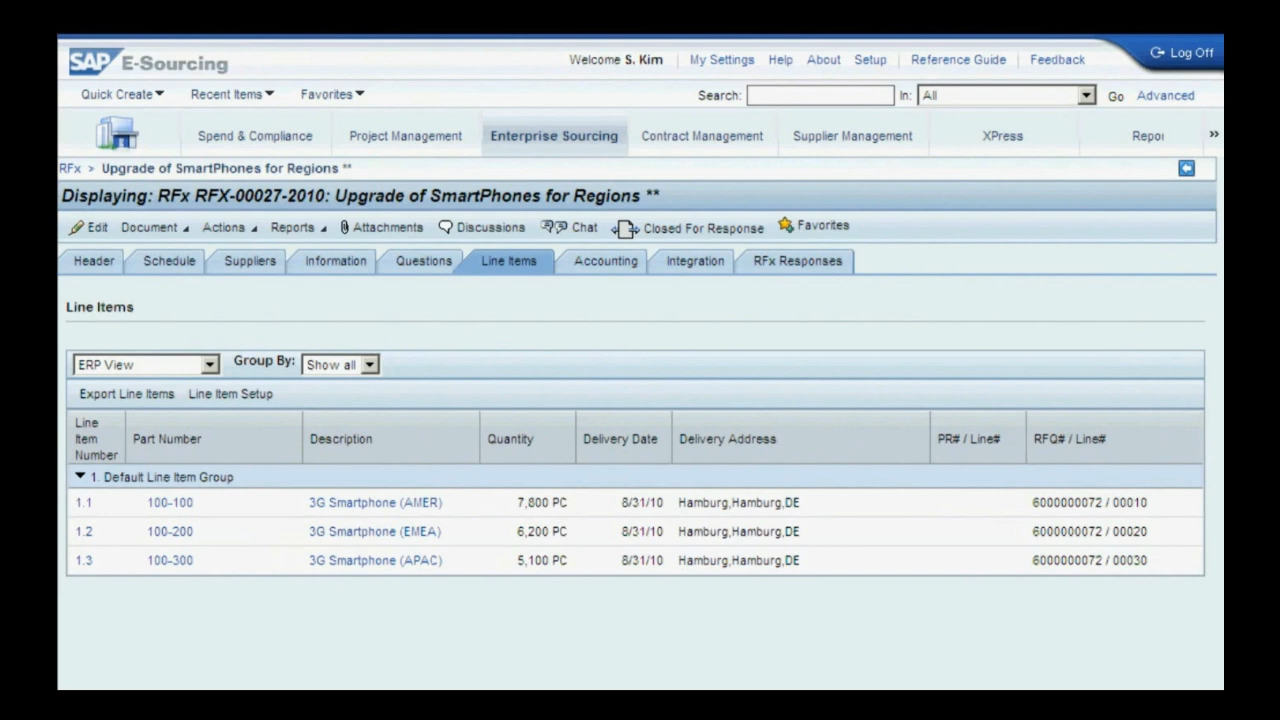 SAP E-Sourcing
Welcome S. Kim My Settings Help About Setup Reference Guide Feedback Log Off
Quick Create Recent Items Favorites Search: In: All Go Advanced
Spend & Compliance Project Management Enterprise Sourcing Contract Management Supplier Management XPress Repor »
RFx > Upgrade of SmartPhones for Regions **
Displaying: RFx RFX-00027-2010: Upgrade of SmartPhones for Regions **
Edit Document Actions Reports Attachments Discussions Chat Closed For Response Favorites
Header Schedule Suppliers Information Questions Line Items Accounting Integration RFx Responses
Line Items
ERP View Group By: Show all
Export Line Items Line Item Setup
Line Item Number Part Number Description Quantity Delivery Date Delivery Address PR# / Line# RFQ# / Line#
1. Default Line Item Group
1.1 100-100 3G Smartphone (AMER) 7,800 PC 8/31/10 Hamburg,Hamburg,DE 6000000072 / 00010
1.2 100-200 3G Smartphone (EMEA) 6,200 PC 8/31/10 Hamburg,Hamburg,DE 6000000072 / 00020
1.3 100-300 3G Smartphone (APAC) 5,100 PC 8/31/10 Hamburg,Hamburg,DE 6000000072 / 00030